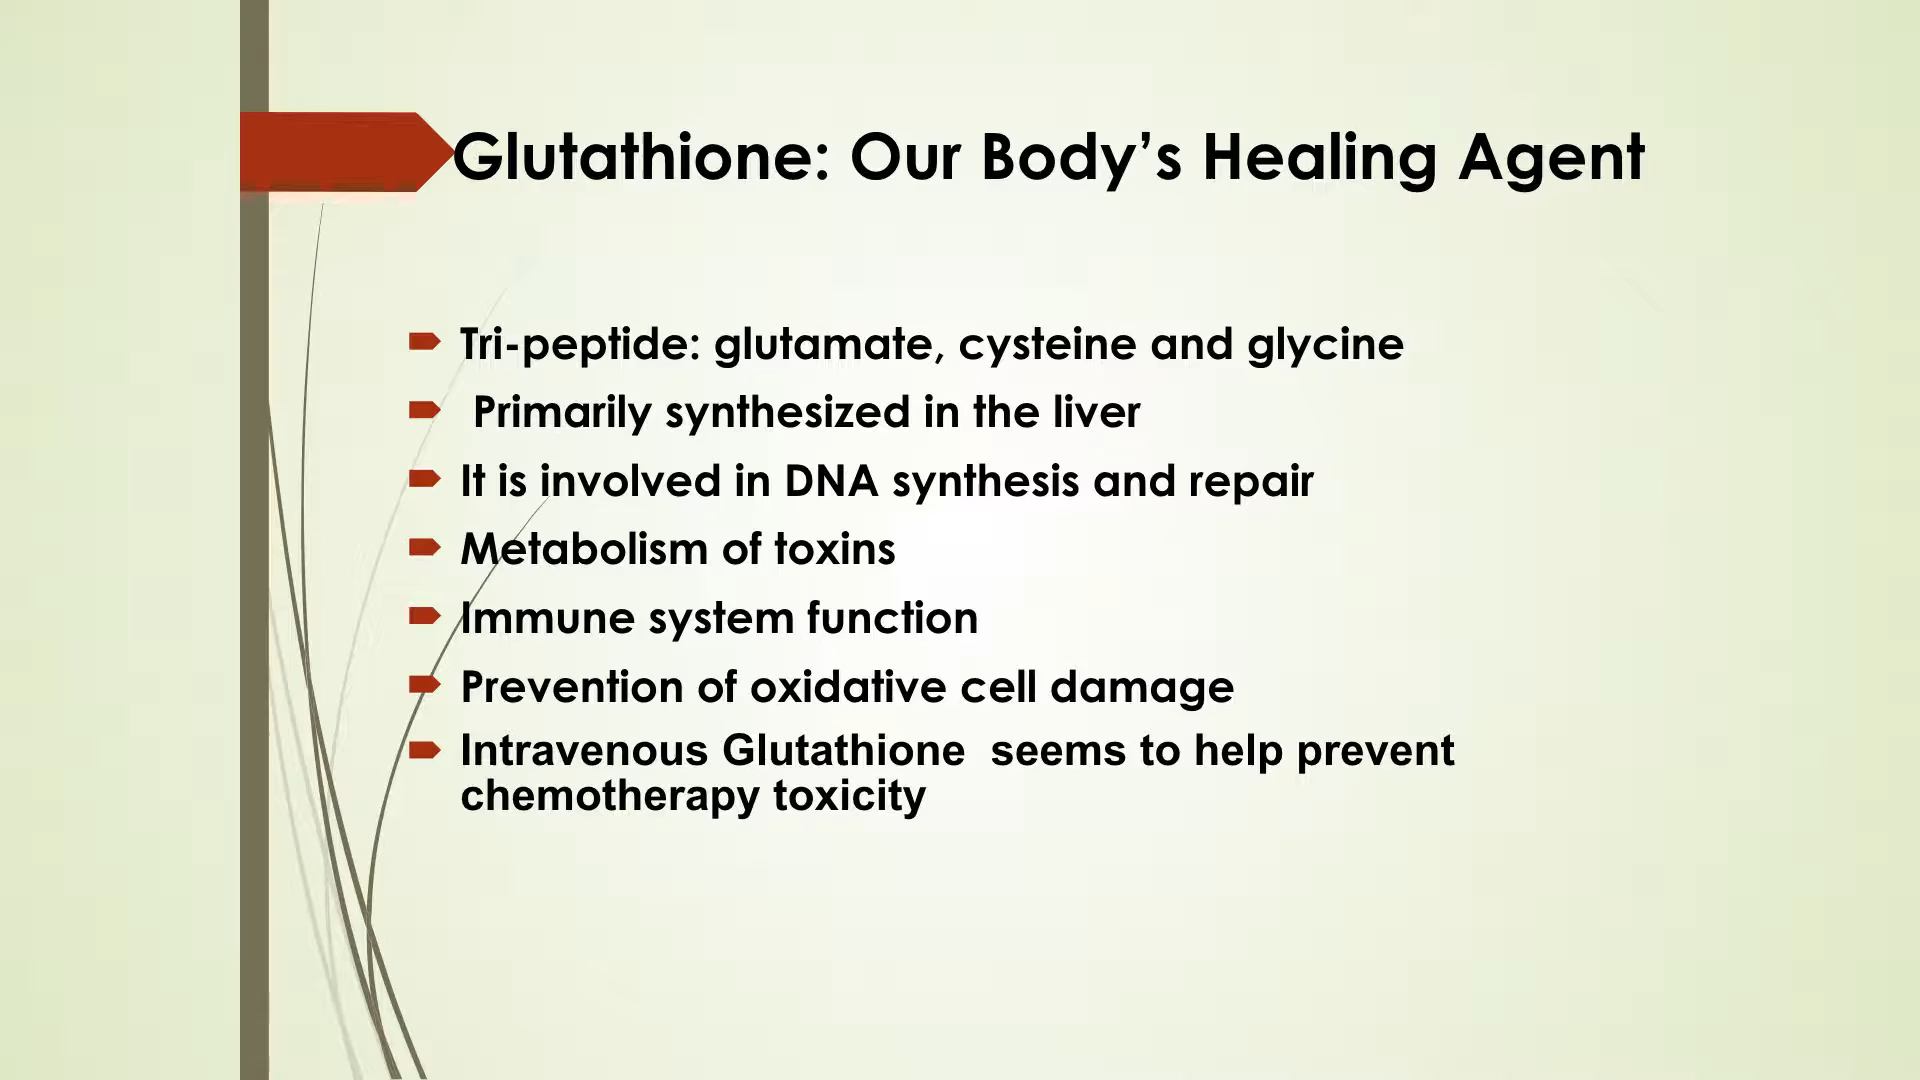 Glutathione: Our Body’s Healing Agent
Tri-peptide: glutamate, cysteine and glycine
Primarily synthesized in the liver
It is involved in DNA synthesis and repair
Metabolism of toxins
Immune system function
Prevention of oxidative cell damage
Intravenous Glutathione  seems to help prevent
chemotherapy toxicity